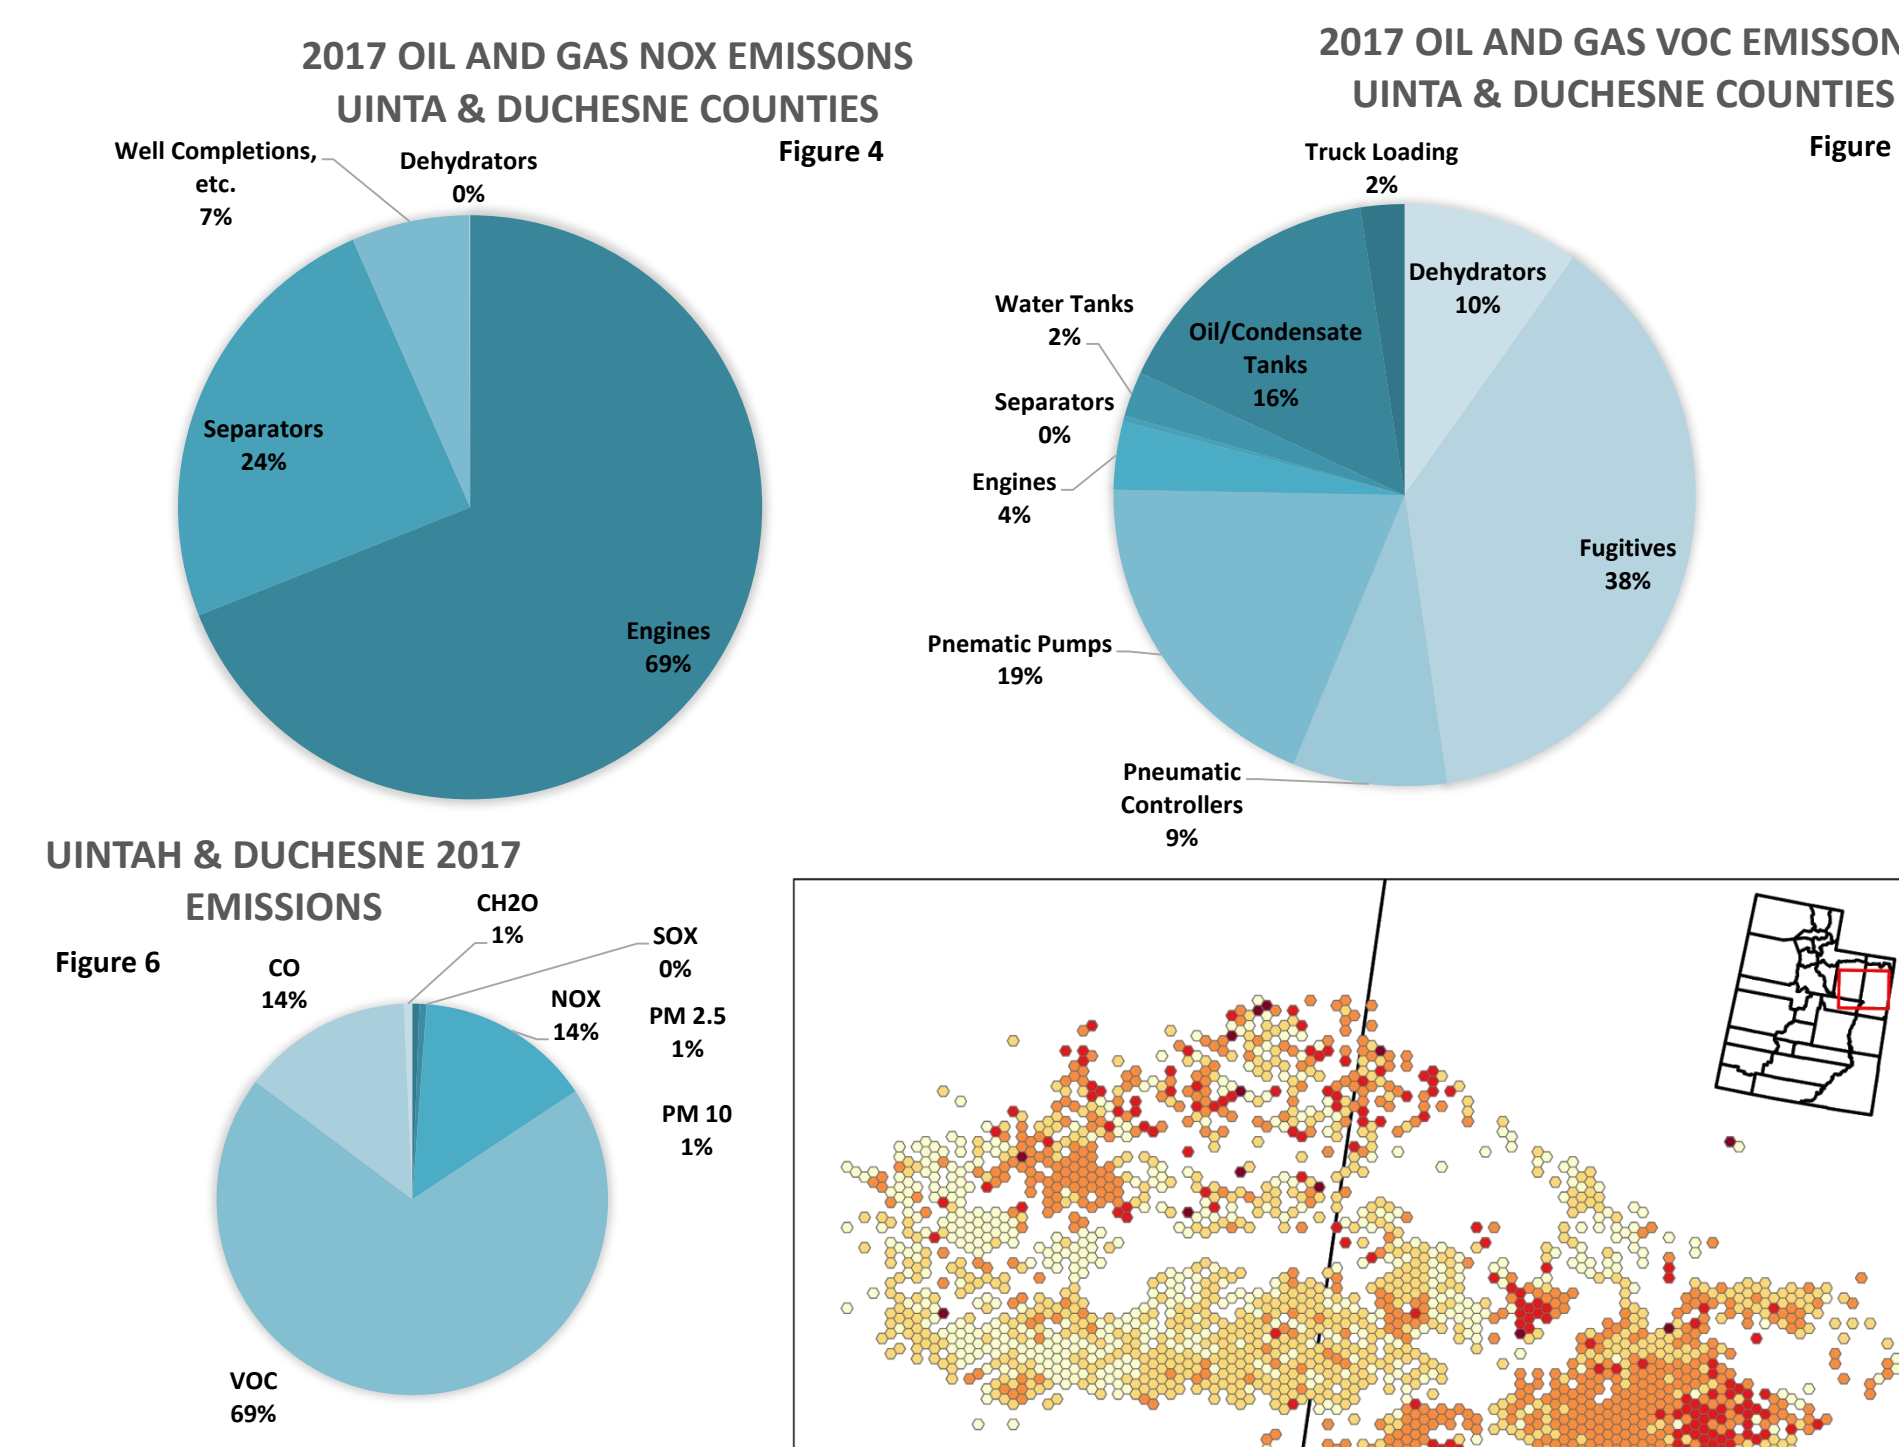 2017 OIL AND GAS NOX EMISSONS
UINTA & DUCHESNE COUNTIES
Figure 4
Well Completions,
etc.
7%
Dehydrators
0%
Separators
24%
Engines
69%
2017 OIL AND GAS VOC EMISSON
UINTA & DUCHESNE COUNTIES
Figure
Truck Loading
2%
Dehydrators
10%
Water Tanks
2%
Oil/Condensate
Tanks
16%
Separators
0%
Engines
4%
Fugitives
38%
Pnematic Pumps
19%
Pneumatic
Controllers
9%
UINTAH & DUCHESNE 2017
EMISSIONS
Figure 6
CH2O
1%
SOX
0%
CO
14%
NOX
14%
PM 2.5
1%
PM 10
1%
VOC
69%